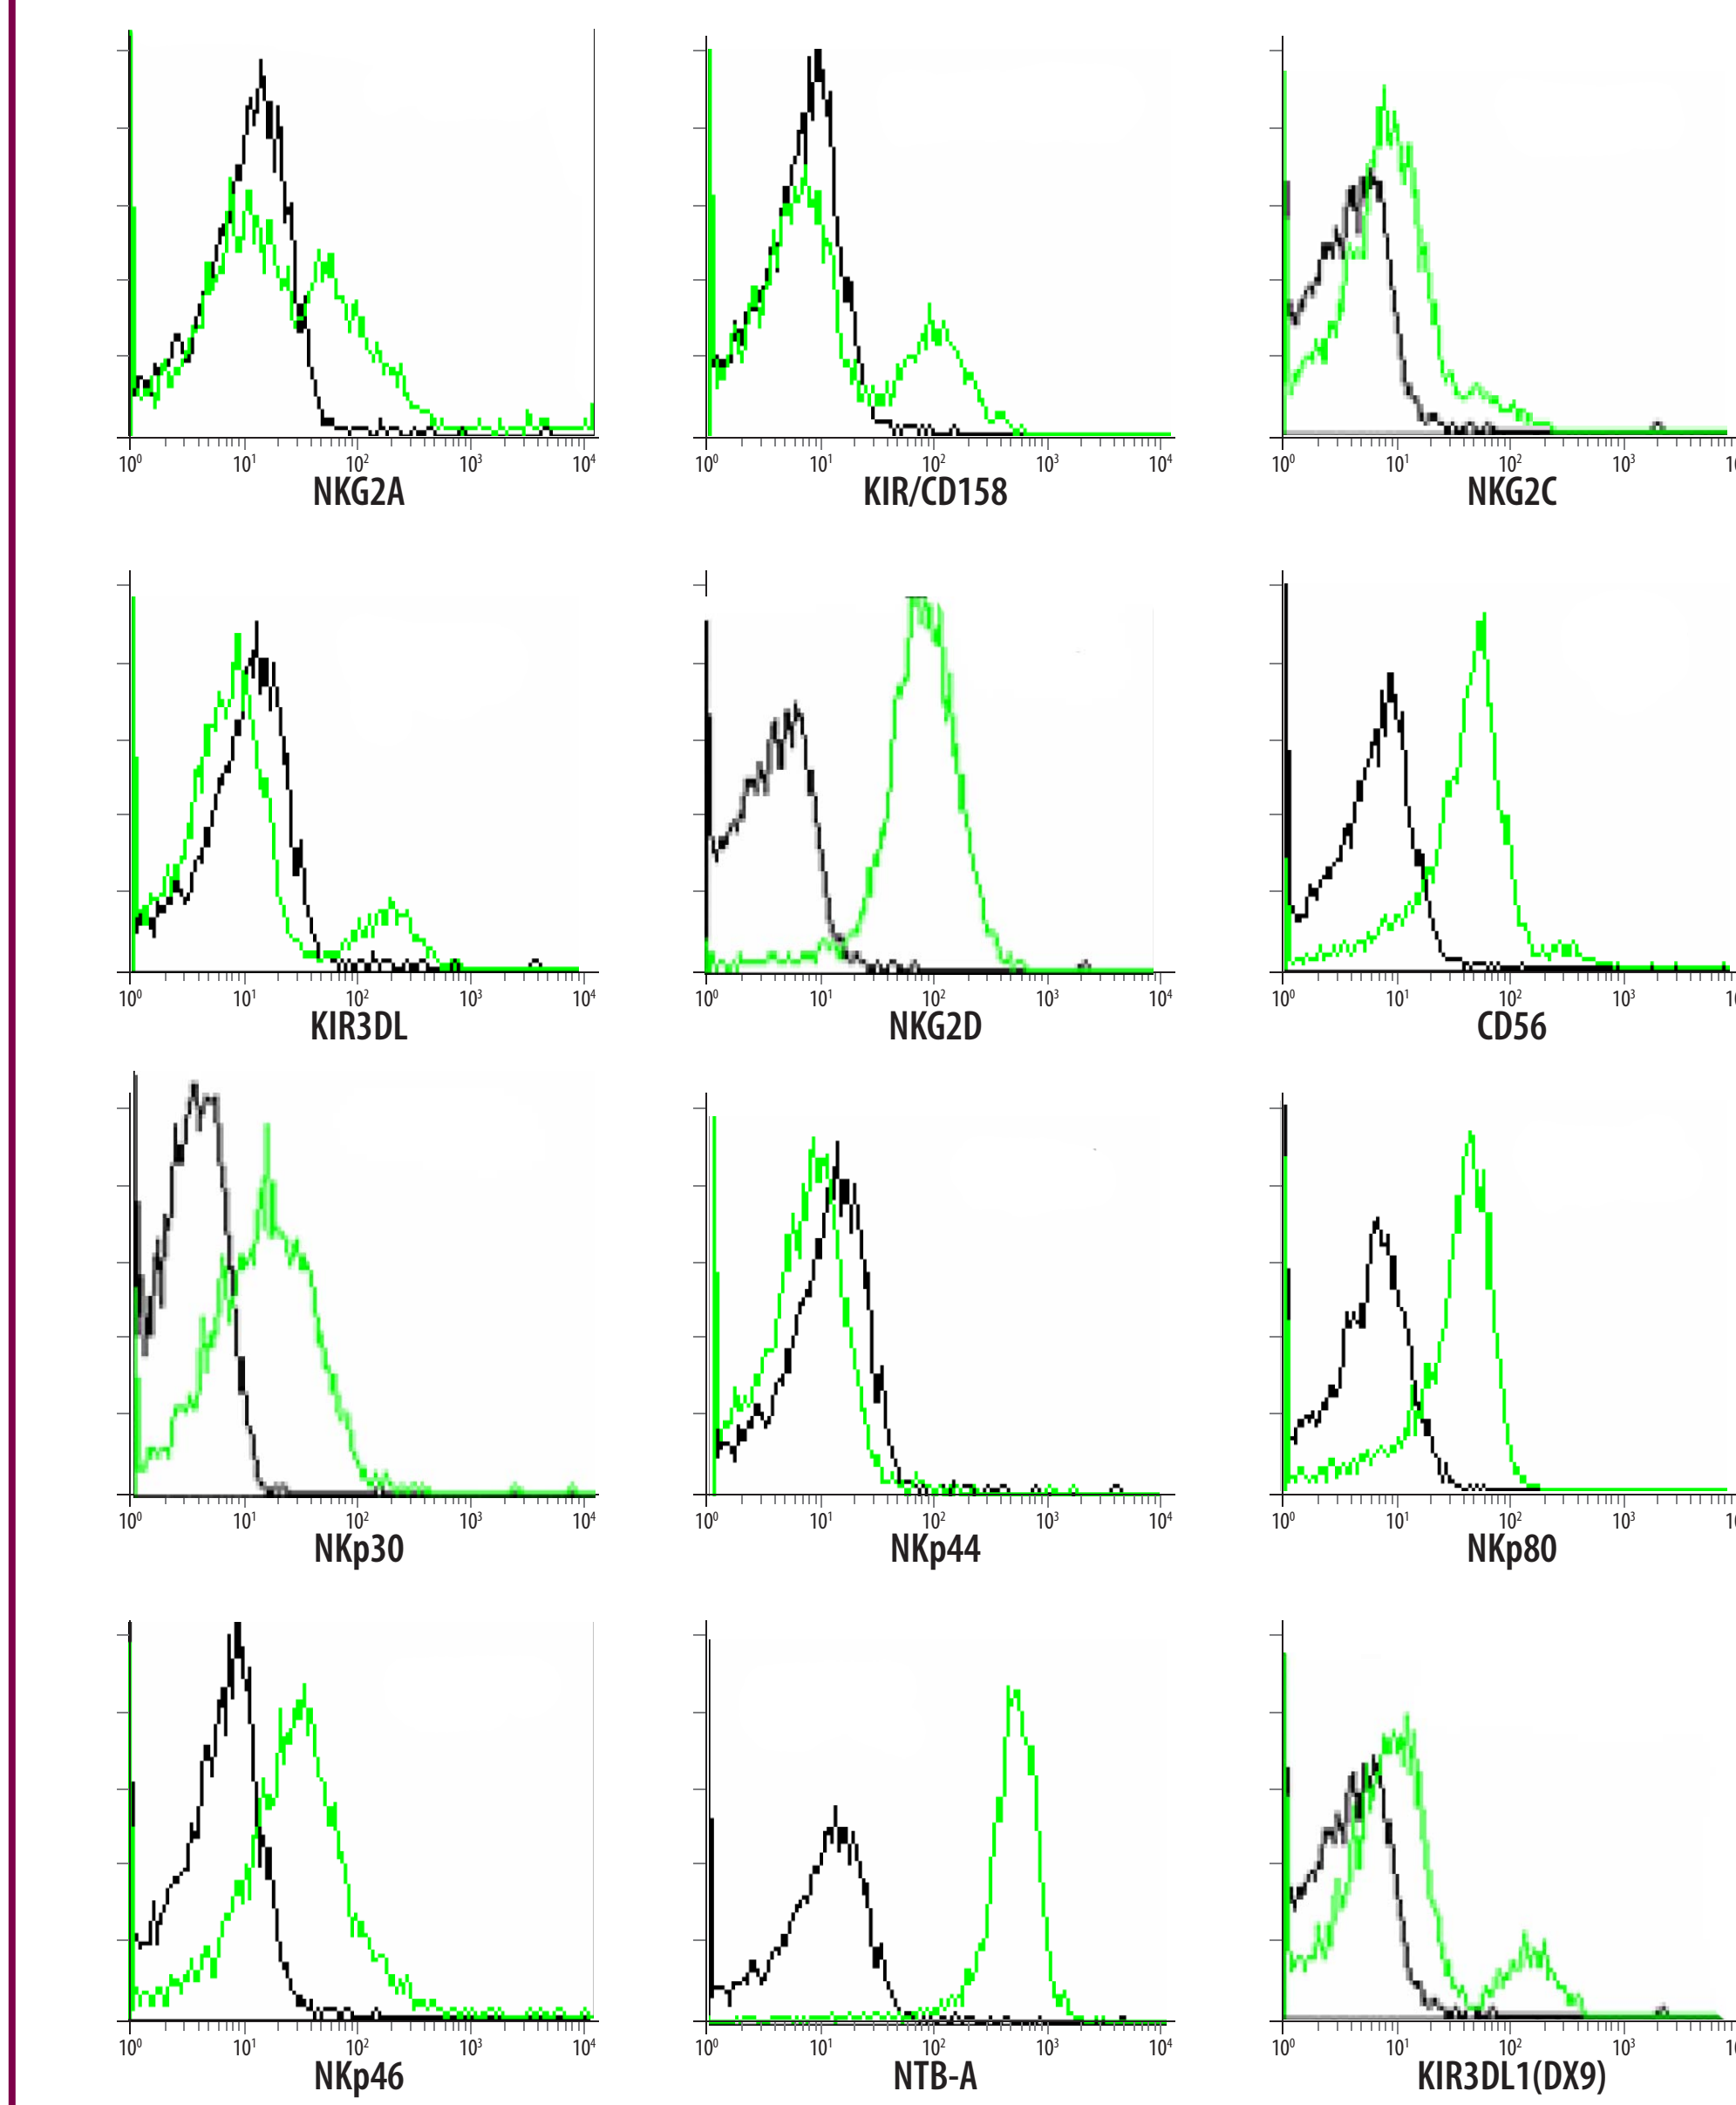 10⁰ 10¹ 10² 10³ 10⁴ 10⁰ 10¹ 10² 10³ 10⁴ 10⁰ 10¹ 10² 10³
NKG2A KIR/CD158 NKG2C
10⁰ 10¹ 10² 10³ 10⁴ 10⁰ 10¹ 10² 10³ 10⁴ 10⁰ 10¹ 10² 10³
KIR3DL NKG2D CD56
10⁰ 10¹ 10² 10³ 10⁴ 10⁰ 10¹ 10² 10³ 10⁴ 10⁰ 10¹ 10² 10³
NKp30 NKp44 NKp80
10⁰ 10¹ 10² 10³ 10⁴ 10⁰ 10¹ 10² 10³ 10⁴ 10⁰ 10¹ 10² 10³
NKp46 NTB-A KIR3DL1(DX9)